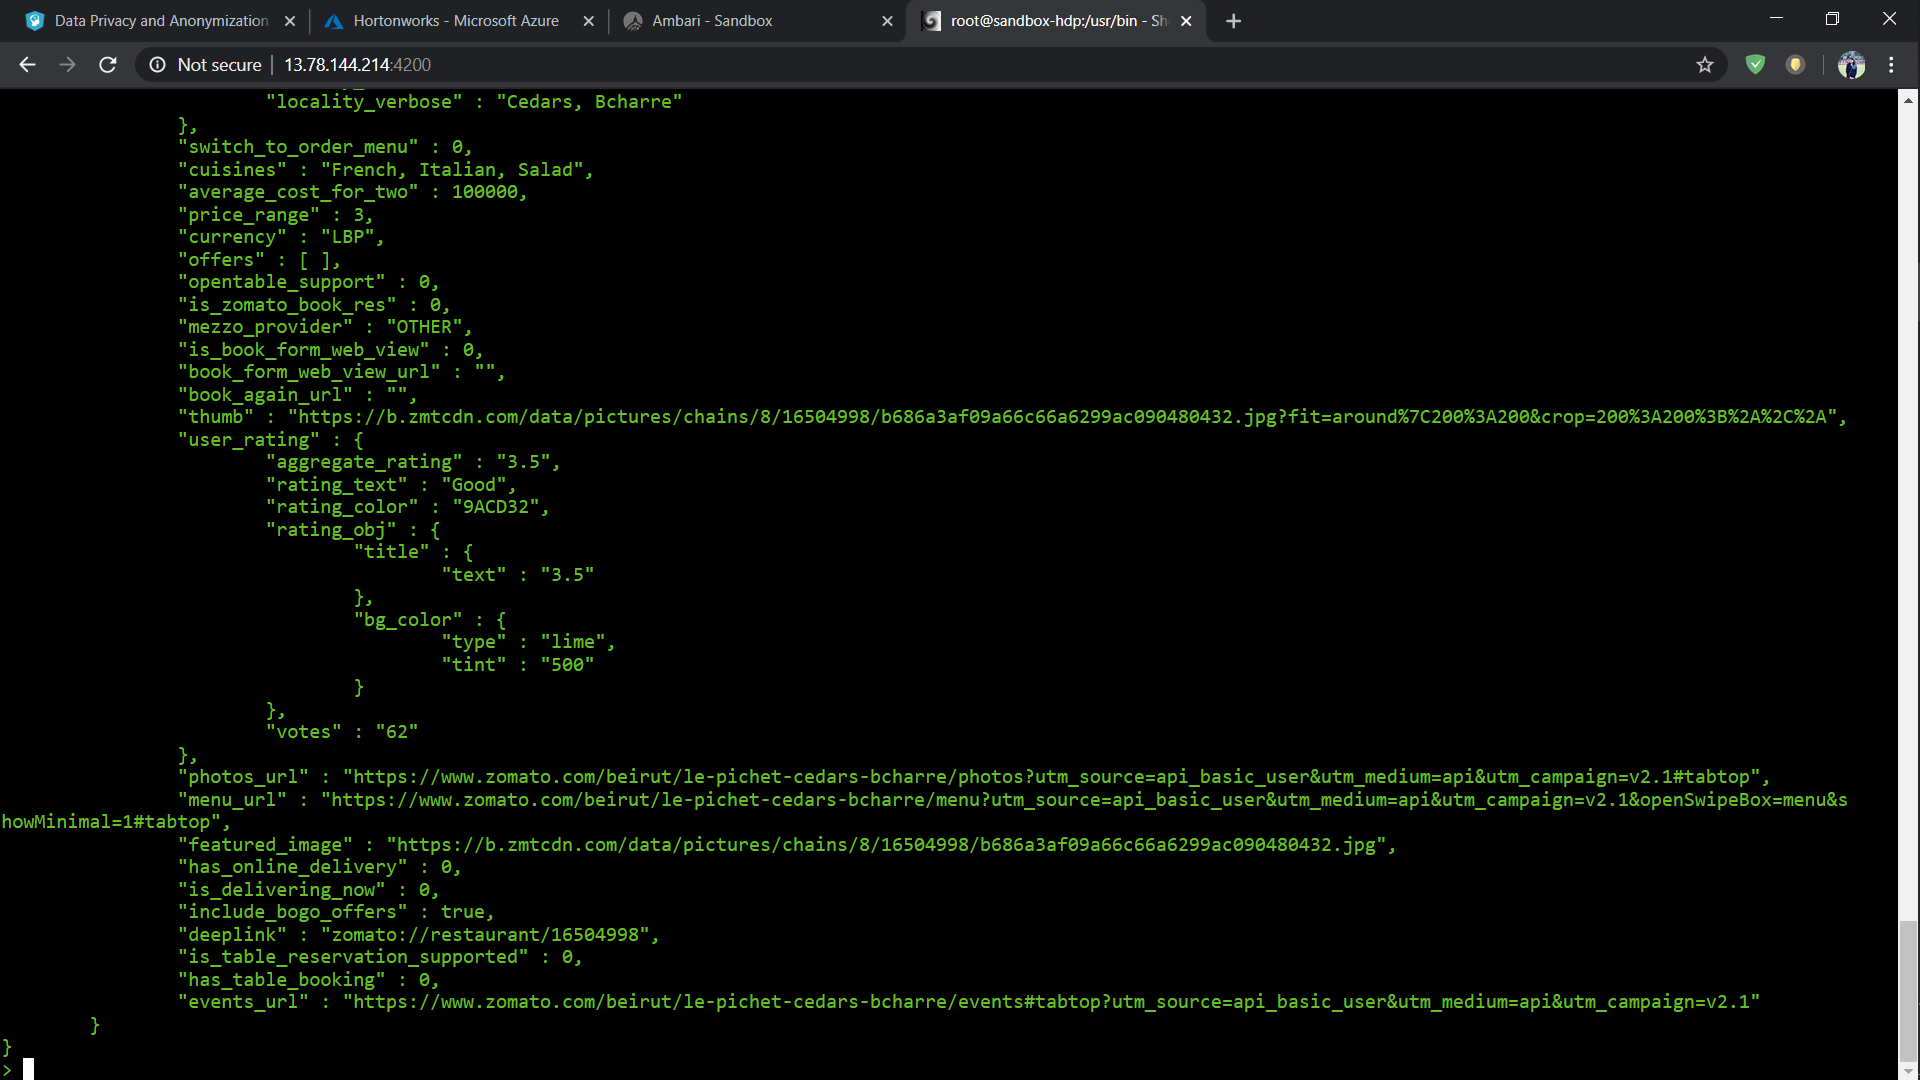 Data Privacy and Anonymization
Hortonworks - Microsoft Azure
Ambari - Sandbox
root@sandbox-hdp:/usr/bin - Sh
Not secure | 13.78.144.214:4200
"locality_verbose" : "Cedars, Bcharre"
},
"switch_to_order_menu" : 0,
"cuisines" : "French, Italian, Salad",
"average_cost_for_two" : 100000,
"price_range" : 3,
"currency" : "LBP",
"offers" : [ ],
"opentable_support" : 0,
"is_zomato_book_res" : 0,
"mezzo_provider" : "OTHER",
"is_book_form_web_view" : 0,
"book_form_web_view_url" : "",
"book_again_url" : "",
"thumb" : "https://b.zmtcdn.com/data/pictures/chains/8/16504998/b686a3af09a66c66a6299ac090480432.jpg?fit=around%7C200%3A200&crop=200%3A200%3B%2A%2C%2A",
"user_rating" : {
"aggregate_rating" : "3.5",
"rating_text" : "Good",
"rating_color" : "9ACD32",
"rating_obj" : {
"title" : {
"text" : "3.5"
},
"bg_color" : {
"type" : "lime",
"tint" : "500"
}
},
"votes" : "62"
},
"photos_url" : "https://www.zomato.com/beirut/le-pichet-cedars-bcharre/photos?utm_source=api_basic_user&utm_medium=api&utm_campaign=v2.1#tabtop",
"menu_url" : "https://www.zomato.com/beirut/le-pichet-cedars-bcharre/menu?utm_source=api_basic_user&utm_medium=api&utm_campaign=v2.1&openSwipeBox=menu&s
howMinimal=1#tabtop",
"featured_image" : "https://b.zmtcdn.com/data/pictures/chains/8/16504998/b686a3af09a66c66a6299ac090480432.jpg",
"has_online_delivery" : 0,
"is_delivering_now" : 0,
"include_bogo_offers" : true,
"deeplink" : "zomato://restaurant/16504998",
"is_table_reservation_supported" : 0,
"has_table_booking" : 0,
"events_url" : "https://www.zomato.com/beirut/le-pichet-cedars-bcharre/events#tabtop?utm_source=api_basic_user&utm_medium=api&utm_campaign=v2.1"
}
}
>